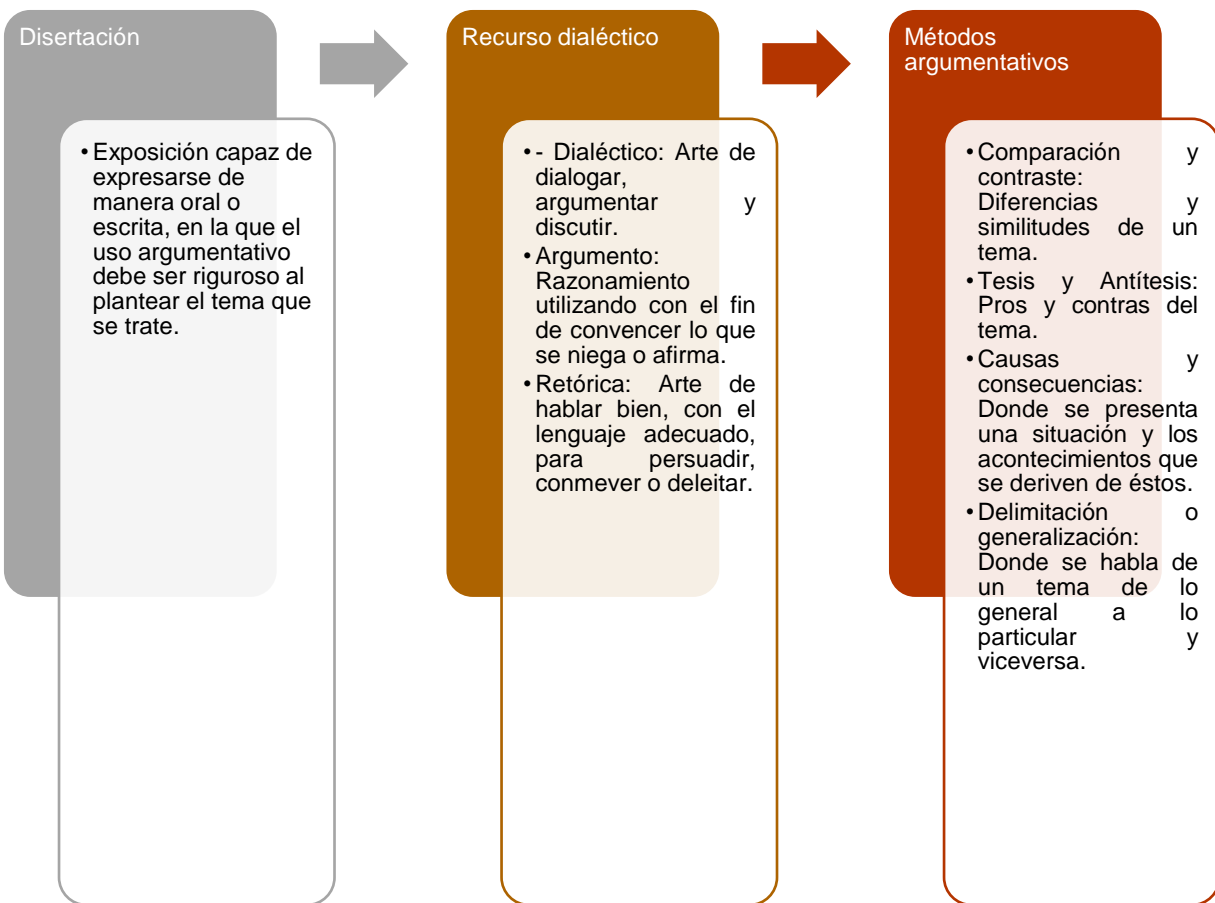 Disertación
• Exposición capaz de
expresarse de
manera oral o
escrita, en la que el
uso argumentativo
debe ser riguroso al
plantear el tema que
se trate.
Recurso dialéctico
• - Dialéctico: Arte de
dialogar,
argumentar y
discutir.
• Argumento:
Razonamiento
utilizando con el fin
de convencer lo que
se niega o afirma.
• Retórica: Arte de
hablar bien, con el
lenguaje adecuado,
para persuadir,
conmever o deleitar.
Métodos
argumentativos
• Comparación y
contraste:
Diferencias y
similitudes de un
tema.
• Tesis y Antítesis:
Pros y contras del
tema.
• Causas y
consecuencias:
Donde se presenta
una situación y los
acontecimientos que
se deriven de éstos.
• Delimitación o
generalización:
Donde se habla de
un tema de lo
general a lo
particular y
viceversa.